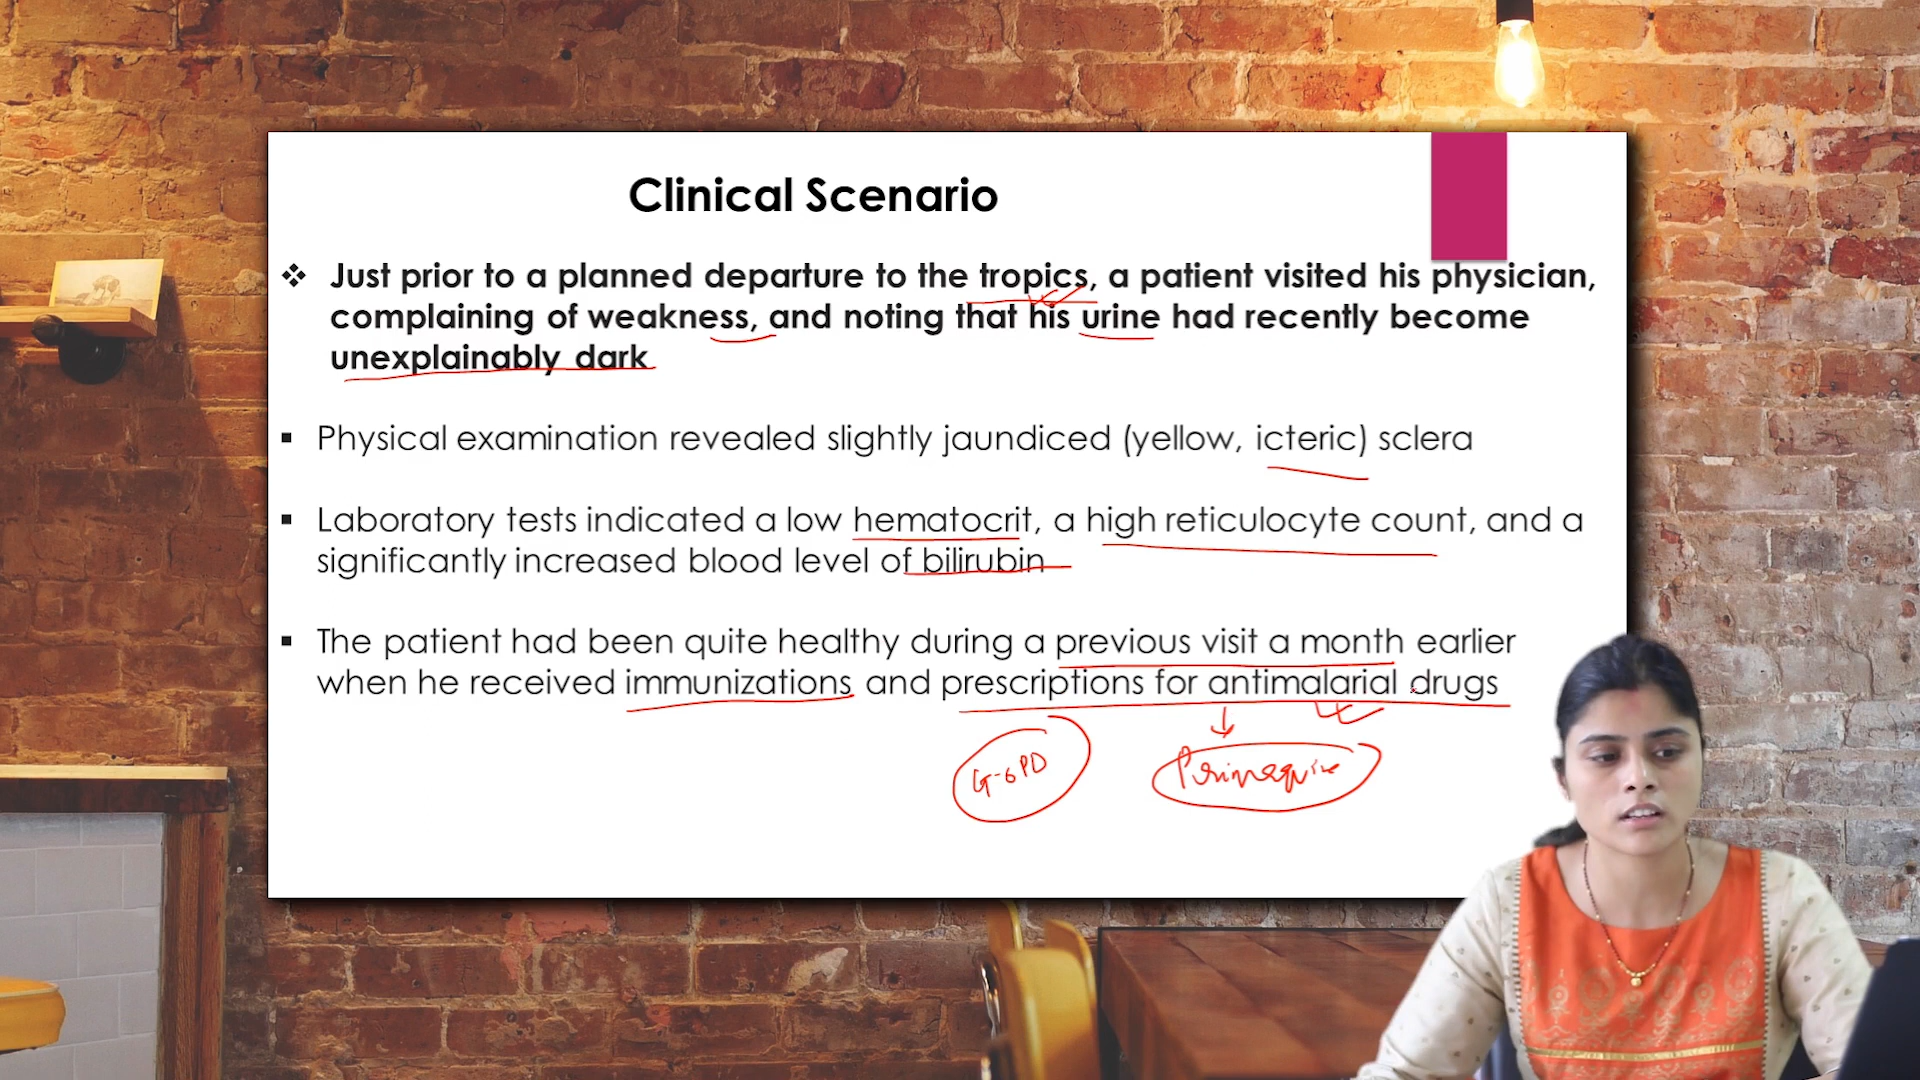 Clinical Scenario
❖ Just prior to a planned departure to the tropics, a patient visited his physician,
complaining of weakness, and noting that his urine had recently become
unexplainably dark
▪ Physical examination revealed slightly jaundiced (yellow, icteric) sclera
▪ Laboratory tests indicated a low hematocrit, a high reticulocyte count, and a
significantly increased blood level of bilirubin
▪ The patient had been quite healthy during a previous visit a month earlier
when he received immunizations and prescriptions for antimalarial drugs
G-6PD